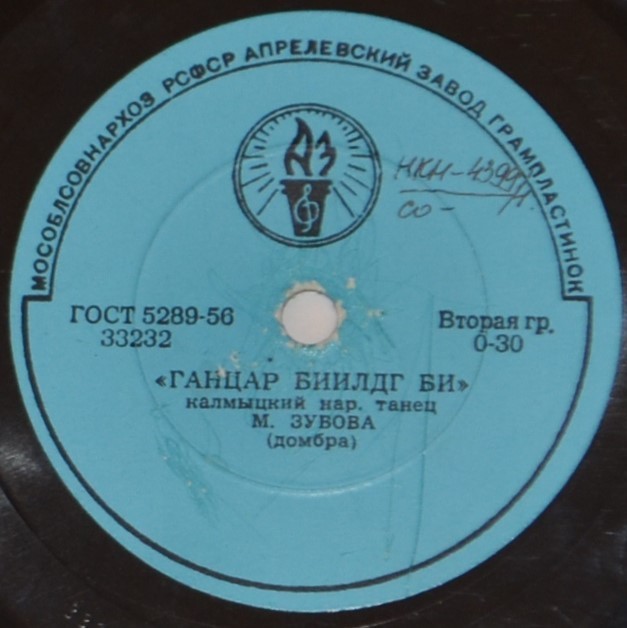 МОСОБЛСОВНАРХОЗ РСФСР АПРЕЛЕВСКИЙ ЗАВОД ГРАМПЛАСТИНОК
АЗ
ГОСТ 5289-56
33232
Вторая гр.
0-30
«ГАНЦАР БИИЛДГ БИ»
калмыцкий нар. танец
М. ЗУБОВА
(домбра)